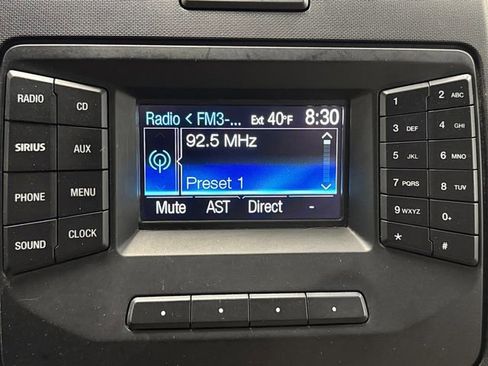 RADIO
CD
SIRIUS
AUX
PHONE
MENU
SOUND
CLOCK
Radio < FM3-... Ext 40°F 8:30
92.5 MHz
Preset 1
Mute AST Direct -
1
2 ABC
3 DEF
4 GHI
5 JKL
6 MNO
7 PQRS
8 TUV
9 WXYZ
0+
*
#